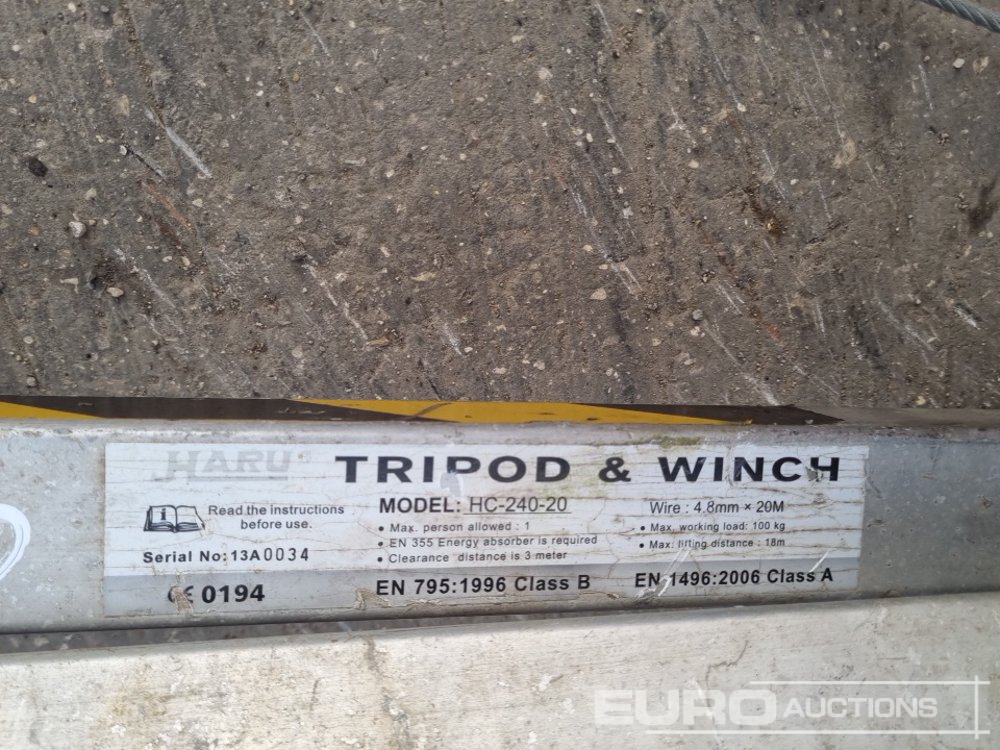 HARU TRIPOD & WINCH
Read the instructions
before use.
Serial No:13A0034
MODEL: HC-240-20
• Max. person allowed : 1
• EN 355 Energy absorber is required
• Clearance distance is 3 meter
Wire : 4.8mm × 20M
• Max. working load: 100 kg
• Max. lifting distance : 18m
CE 0194 EN 795:1996 Class B EN 1496:2006 Class A
EURO AUCTIONS